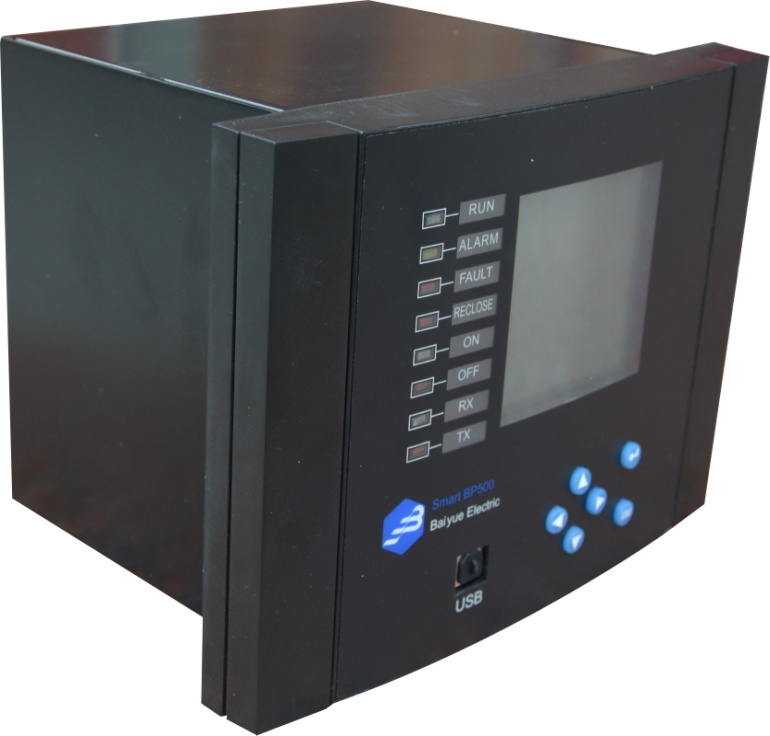 RUN
ALARM
FAULT
RECLOSE
ON
OFF
RX
TX
Smart BP500
Baiyue Electric
USB